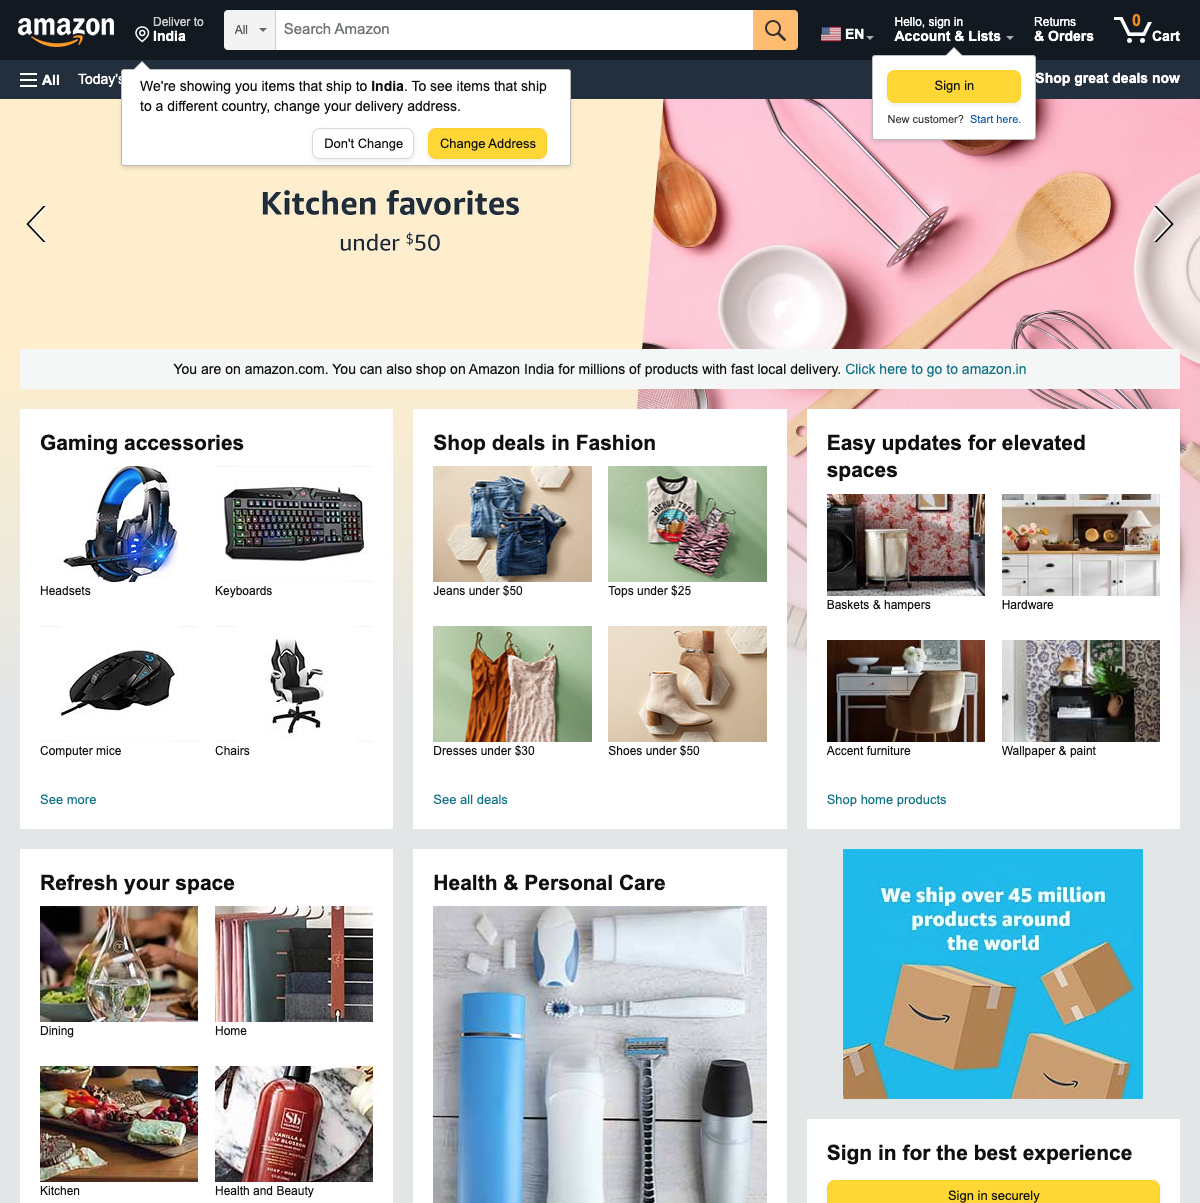 amazon
Deliver to
India
All
Search Amazon
EN
Hello, sign in
Account & Lists
Returns
& Orders
0
Cart
All
Today's
Shop great deals now
We're showing you items that ship to India. To see items that ship
to a different country, change your delivery address.
Don't Change
Change Address
Sign in
New customer? Start here.
Kitchen favorites
under $50
You are on amazon.com. You can also shop on Amazon India for millions of products with fast local delivery. Click here to go to amazon.in
Gaming accessories
Headsets
Keyboards
Computer mice
Chairs
See more
Shop deals in Fashion
Jeans under $50
Tops under $25
Dresses under $30
Shoes under $50
See all deals
Easy updates for elevated
spaces
Baskets & hampers
Hardware
Accent furniture
Wallpaper & paint
Shop home products
Refresh your space
Dining
Home
Kitchen
Sb
VANILLA &
LILY BLOSSOM
Health and Beauty
Health & Personal Care
We ship over 45 million
products around
the world
Sign in for the best experience
Sign in securely